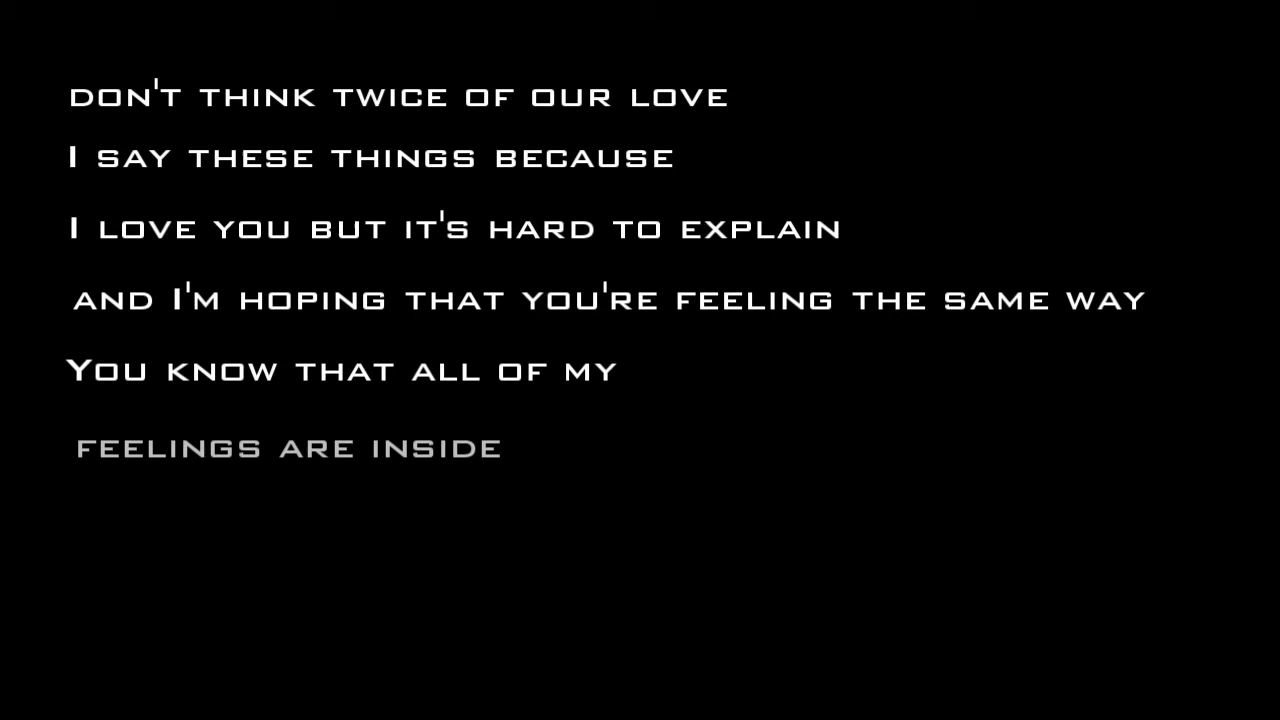 DON'T THINK TWICE OF OUR LOVE
I SAY THESE THINGS BECAUSE
I LOVE YOU BUT IT'S HARD TO EXPLAIN
AND I'M HOPING THAT YOU'RE FEELING THE SAME WAY
YOU KNOW THAT ALL OF MY
FEELINGS ARE INSIDE